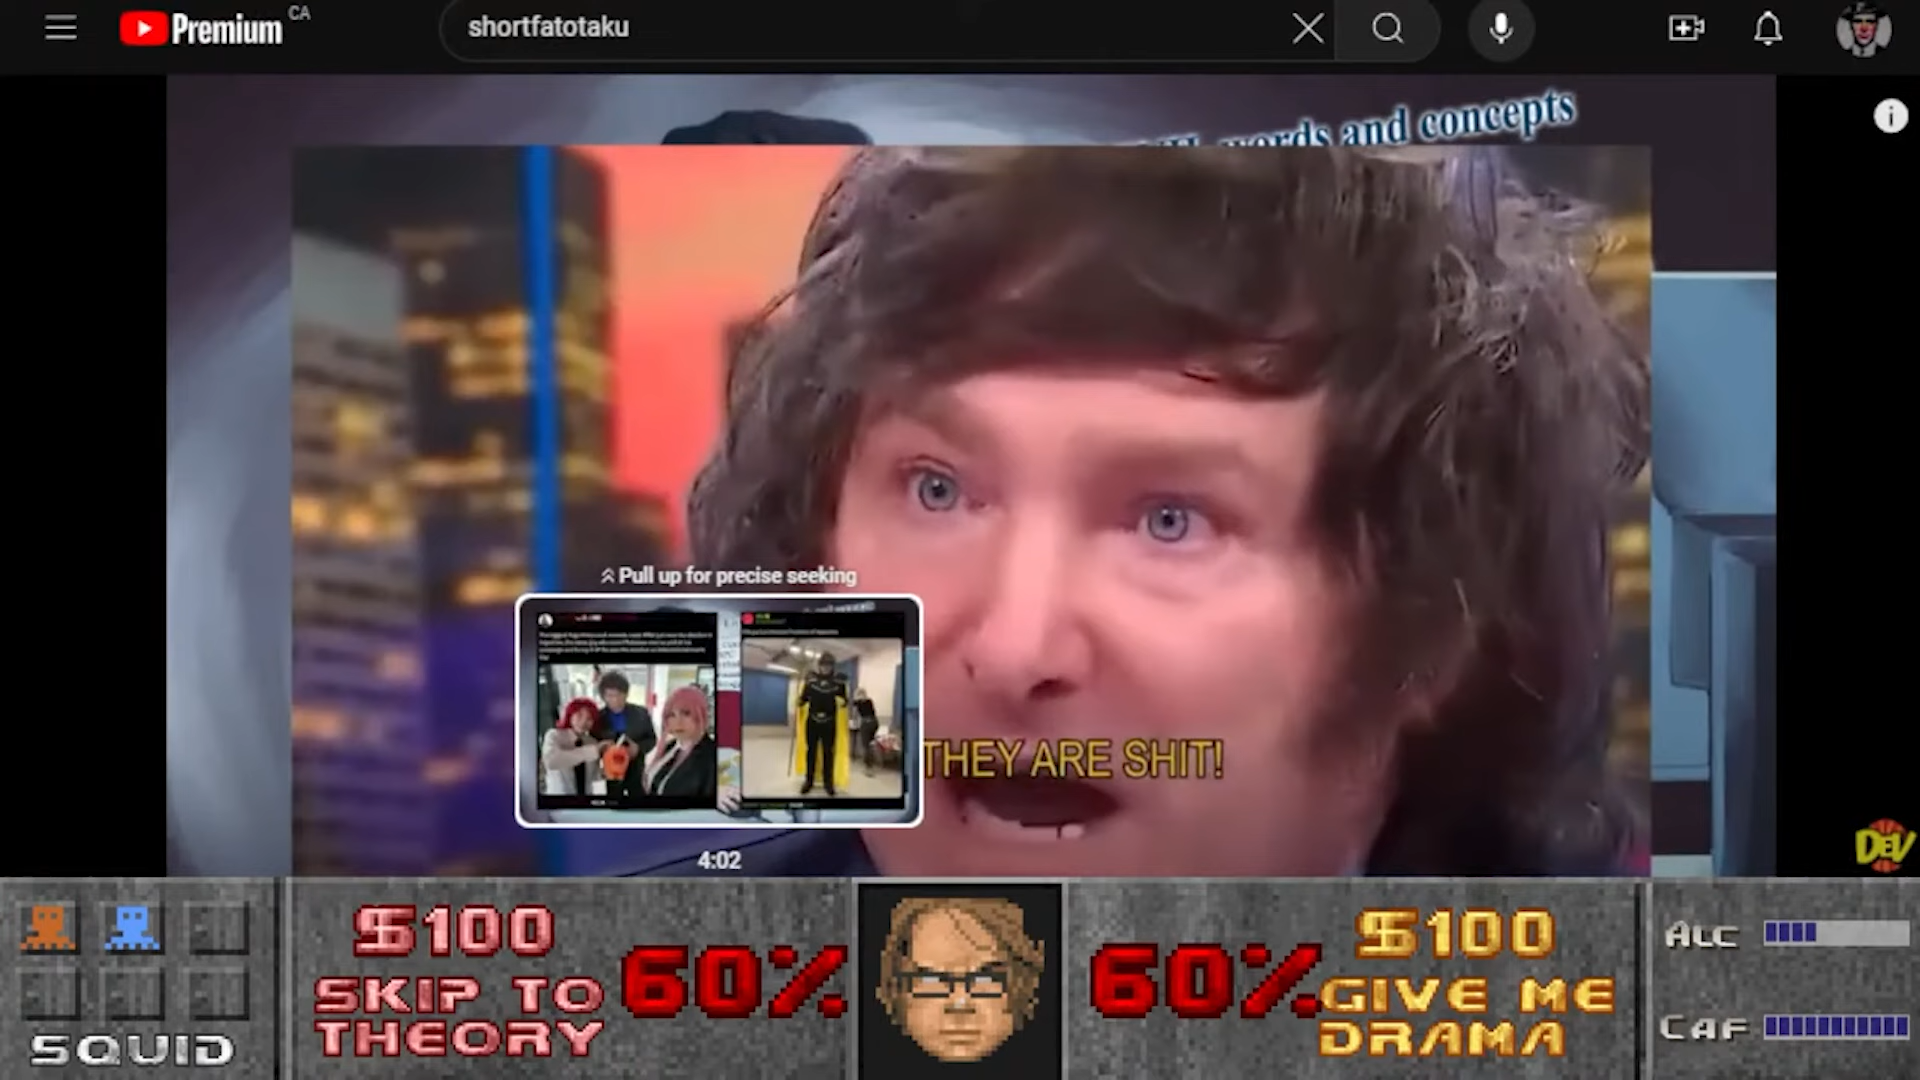 Premium CA
shortfatotaku
words and concepts
Pull up for precise seeking
THEY ARE SHIT!
4:02
DEV
$100
SKIP TO
THEORY
60%
60%
$100
GIVE ME
DRAMA
ALC
CAF
SQUID